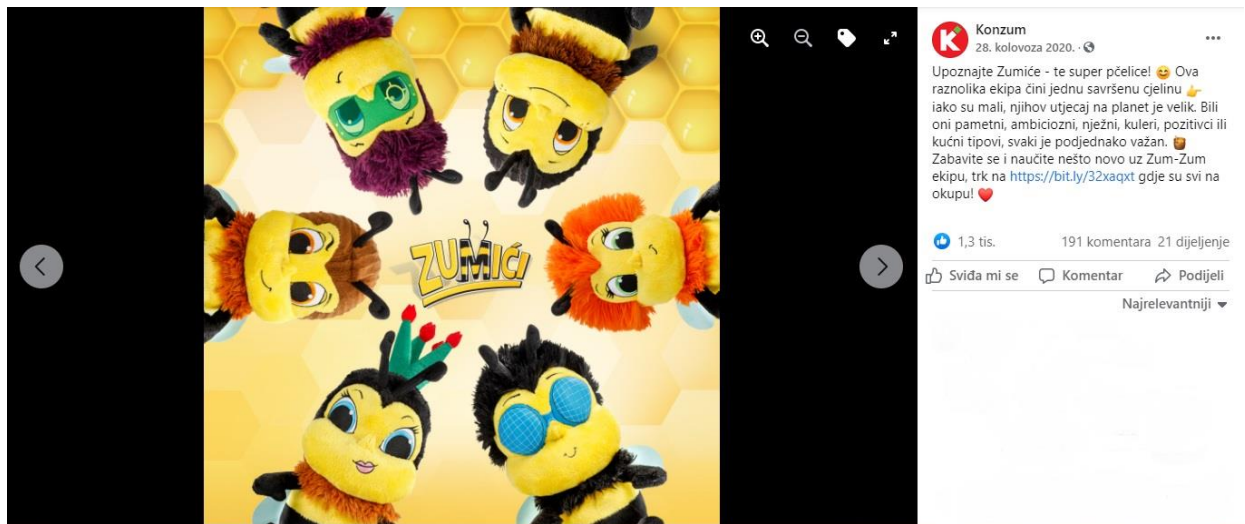 ZUMIĆI
K
Konzum
28. kolovoza 2020. ·
Upoznajte Zumiće - te super pčelice! 😊 Ova
raznolika ekipa čini jednu savršenu cjelinu 👉
iako su mali, njihov utjecaj na planet je velik. Bili
oni pametni, ambiciozni, nježni, kuleri, pozitivci ili
kućni tipovi, svaki je podjednako važan. 🍯
Zabavite se i naučite nešto novo uz Zum-Zum
ekipu, trk na https://bit.ly/32xaqxt gdje su svi na
okupu! ❤️
1,3 tis. 191 komentara 21 dijeljenje
Sviđa mi se Komentar Podijeli
Najrelevantniji